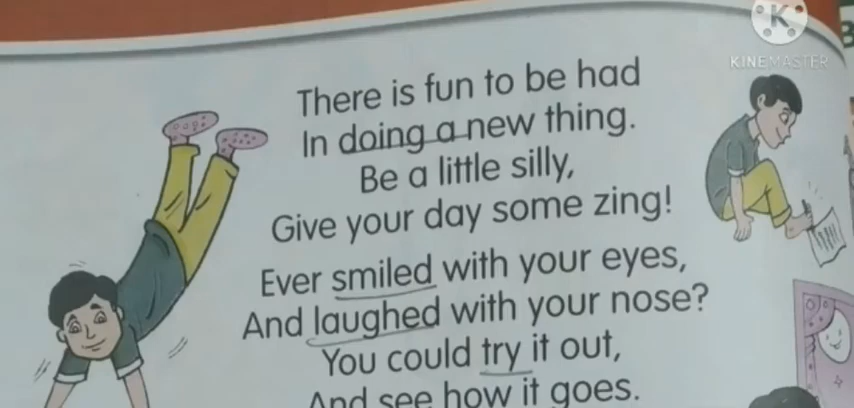 K
KINEMASTER
There is fun to be had
In doing a new thing.
Be a little silly,
Give your day some zing!
Ever smiled with your eyes,
And laughed with your nose?
You could try it out,
And see how it goes.